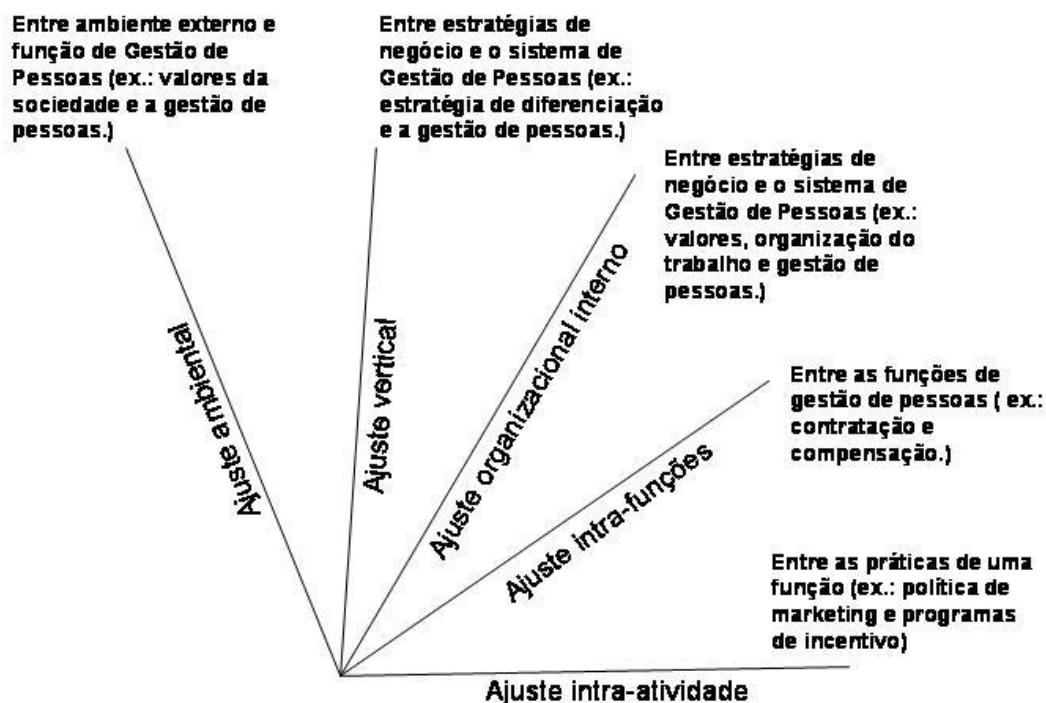 Entre ambiente externo e
função de Gestão de
Pessoas (ex.: valores da
sociedade e a gestão de
pessoas.)
Entre estratégias de
negócio e o sistema de
Gestão de Pessoas (ex.:
estratégia de diferenciação
e a gestão de pessoas.)
Entre estratégias de
negócio e o sistema de
Gestão de Pessoas (ex.:
valores, organização do
trabalho e gestão de
pessoas.)
Entre as funções de
gestão de pessoas ( ex.:
contratação e
compensação.)
Entre as práticas de uma
função (ex.: política de
marketing e programas
de incentivo)
Ajuste ambiental
Ajuste vertical
Ajuste organizacional interno
Ajuste intra-funções
Ajuste intra-atividade